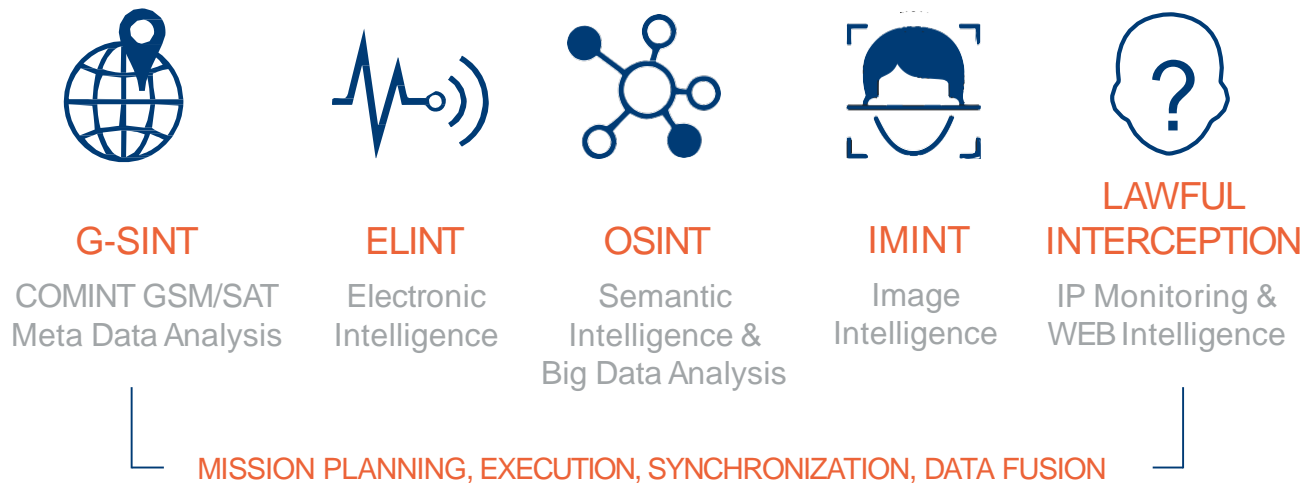 ?
G-SINT
COMINT GSM/SAT
Meta Data Analysis
ELINT
Electronic
Intelligence
OSINT
Semantic
Intelligence &
Big Data Analysis
IMINT
Image
Intelligence
LAWFUL
INTERCEPTION
IP Monitoring &
WEB Intelligence
MISSION PLANNING, EXECUTION, SYNCHRONIZATION, DATA FUSION